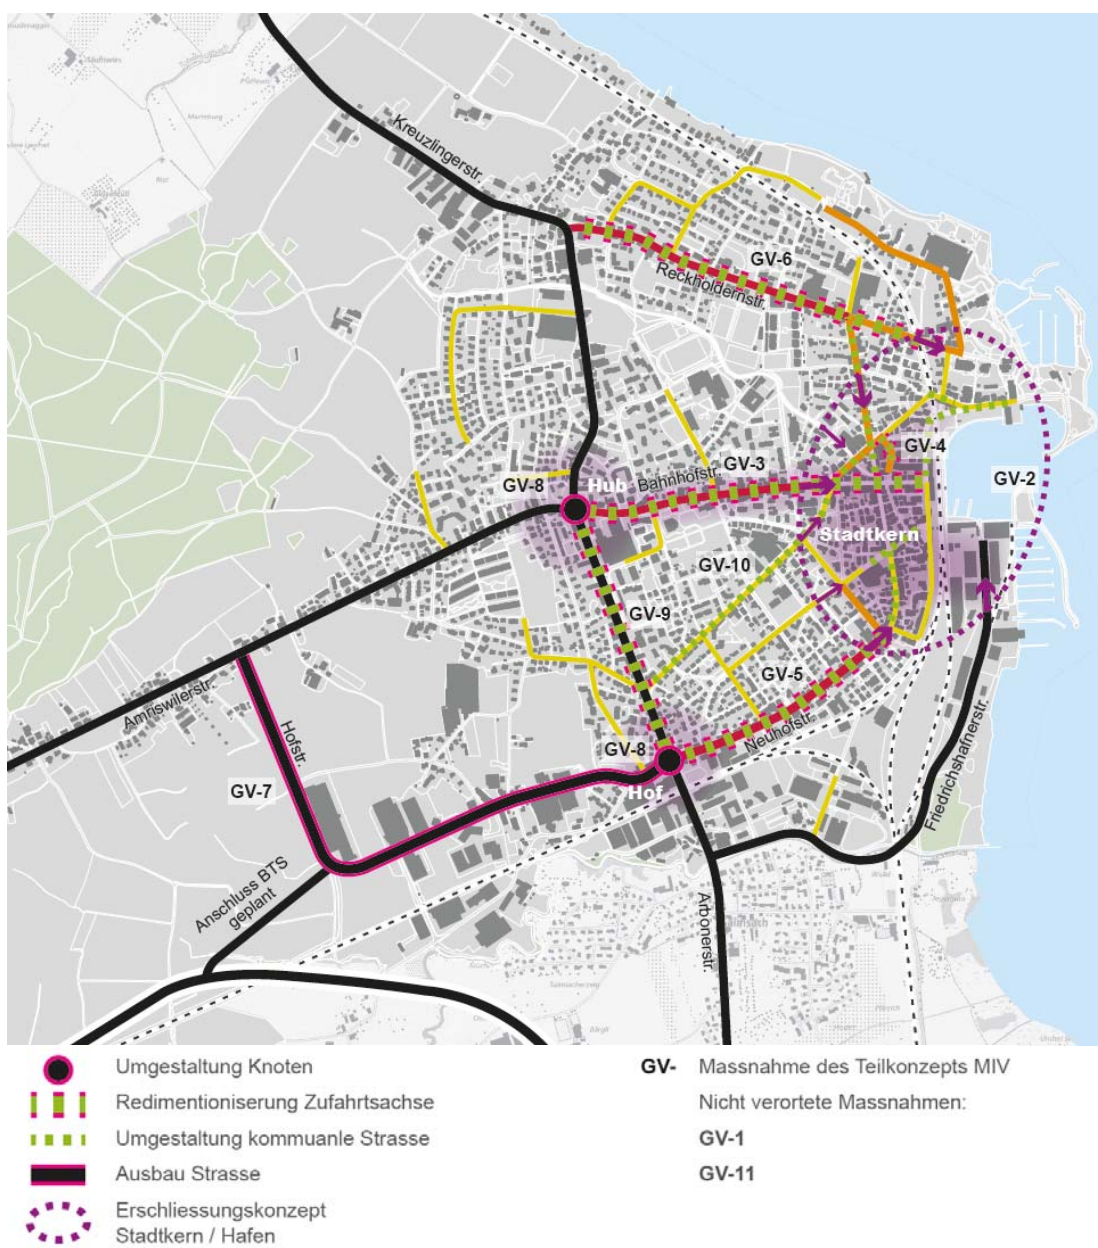 Kreuzlingerstr.
GV-6
Reckholdernstr.
GV-4
GV-3
Bahnhofstr.
GV-8
Hub
GV-2
Stadtkern
GV-10
GV-9
GV-5
Neuhofstr.
Amriswilerstr.
Hofstr.
GV-8
Hof
GV-7
Friedrichshafnerstr.
Anschluss BTS
geplant
Arbonerstr.
Umgestaltung Knoten
Redimentioniserung Zufahrtsachse
Umgestaltung kommuanle Strasse
Ausbau Strasse
Erschliessungskonzept
Stadtkern / Hafen
GV- Massnahme des Teilkonzepts MIV
Nicht verortete Massnahmen:
GV-1
GV-11